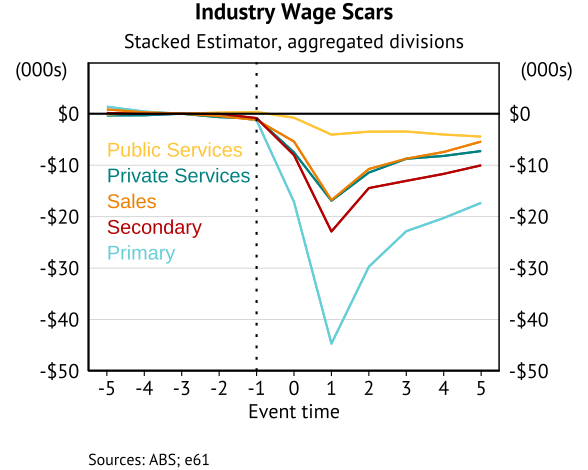 Industry Wage Scars
Stacked Estimator, aggregated divisions
(000s) (000s)
$0 $0
Public Services
-$10 -$10
Private Services
Sales
-$20 -$20
Secondary
Primary
-$30 -$30
-$40 -$40
-$50 -$50
-5 -4 -3 -2 -1 0 1 2 3 4 5
Event time
Sources: ABS; e61